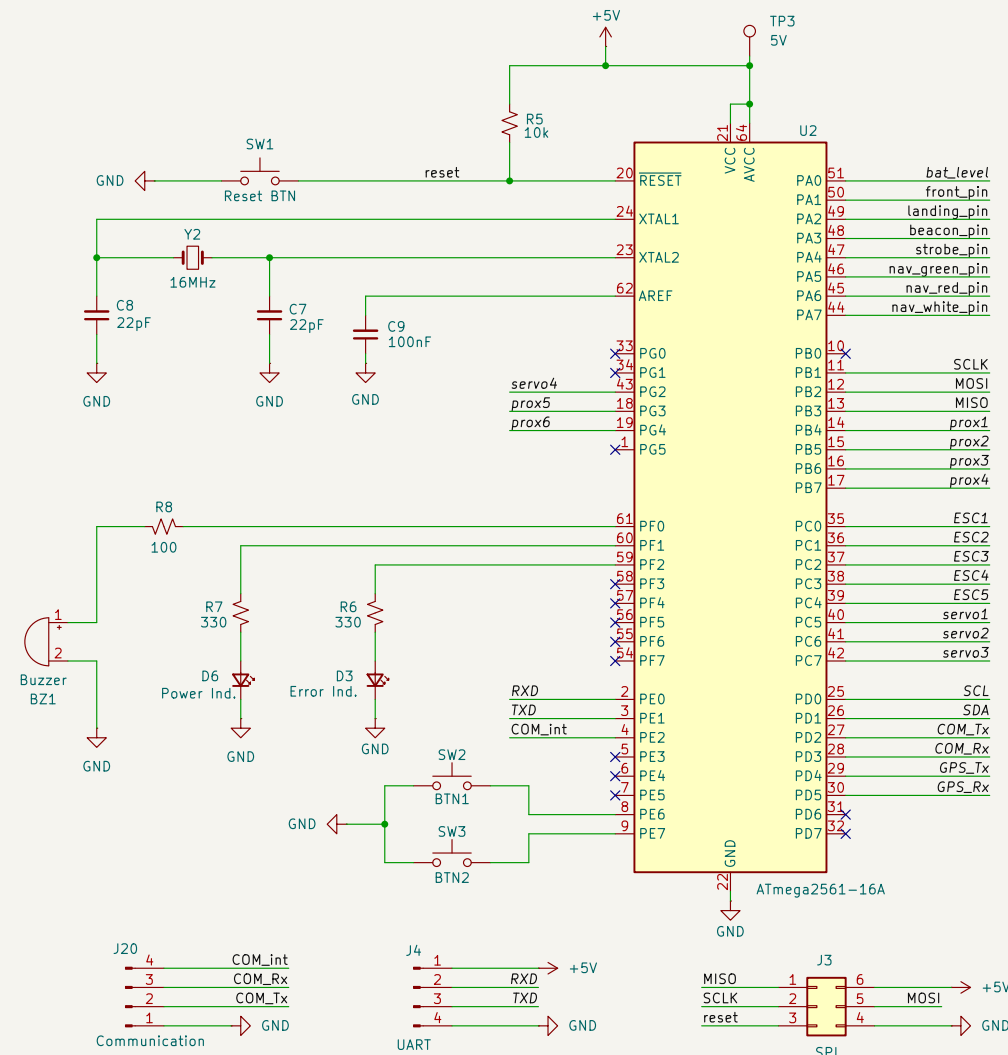 +5V
TP3
5V
R5
10k
21
VCC
64
AVCC
U2
SW1
GND
Reset BTN
reset
20 RESET
PA0 51 bat_level
PA1 50 front_pin
24 XTAL1
PA2 49 landing_pin
PA3 48 beacon_pin
Y2
16MHz
23 XTAL2
PA4 47 strobe_pin
PA5 46 nav_green_pin
62 AREF
PA6 45 nav_red_pin
PA7 44 nav_white_pin
C8
22pF
C7
22pF
C9
100nF
GND
GND
GND
33 PG0
34 PG1
servo4 43 PG2
prox5 18 PG3
prox6 19 PG4
1 PG5
PB0 10
PB1 11 SCLK
PB2 12 MOSI
PB3 13 MISO
PB4 14 prox1
PB5 15 prox2
PB6 16 prox3
PB7 17 prox4
R8
100
61 PF0
60 PF1
59 PF2
58 PF3
57 PF4
56 PF5
55 PF6
54 PF7
PC0 35 ESC1
PC1 36 ESC2
PC2 37 ESC3
PC3 38 ESC4
PC4 39 ESC5
PC5 40 servo1
PC6 41 servo2
PC7 42 servo3
1
+
2
Buzzer
BZ1
GND
R7
330
R6
330
D6
Power Ind.
D3
Error Ind.
GND
GND
RXD 2 PE0
TXD 3 PE1
COM_int 4 PE2
5 PE3
6 PE4
7 PE5
8 PE6
9 PE7
PD0 25 SCL
PD1 26 SDA
PD2 27 COM_Tx
PD3 28 COM_Rx
PD4 29 GPS_Tx
PD5 30 GPS_Rx
PD6 31
PD7 32
SW2
BTN1
GND
SW3
BTN2
GND
22
ATmega2561-16A
GND
J20
4 COM_int
3 COM_Rx
2 COM_Tx
1 GND
Communication
J4
1 +5V
2 RXD
3 TXD
4 GND
UART
J3
MISO 1 6 +5V
SCLK 2 5 MOSI
reset 3 4 GND
SPI